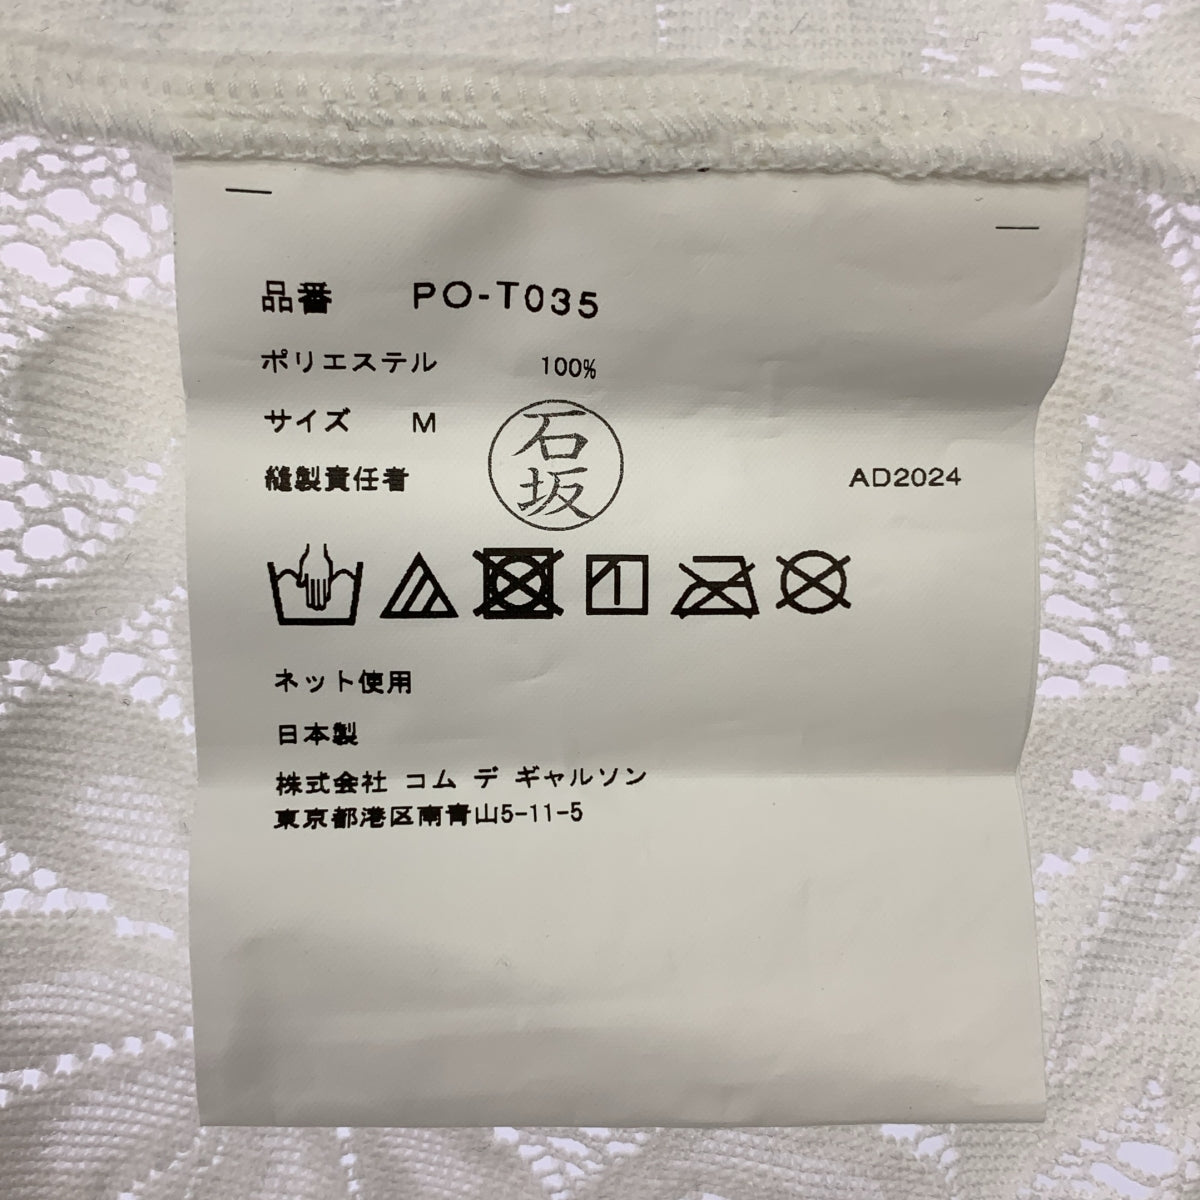 品番 PO-T035
ポリエステル 100%
サイズ M
縫製責任者 石坂 AD2024
ネット使用
日本製
株式会社 コム デ ギャルソン
東京都港区南青山5-11-5